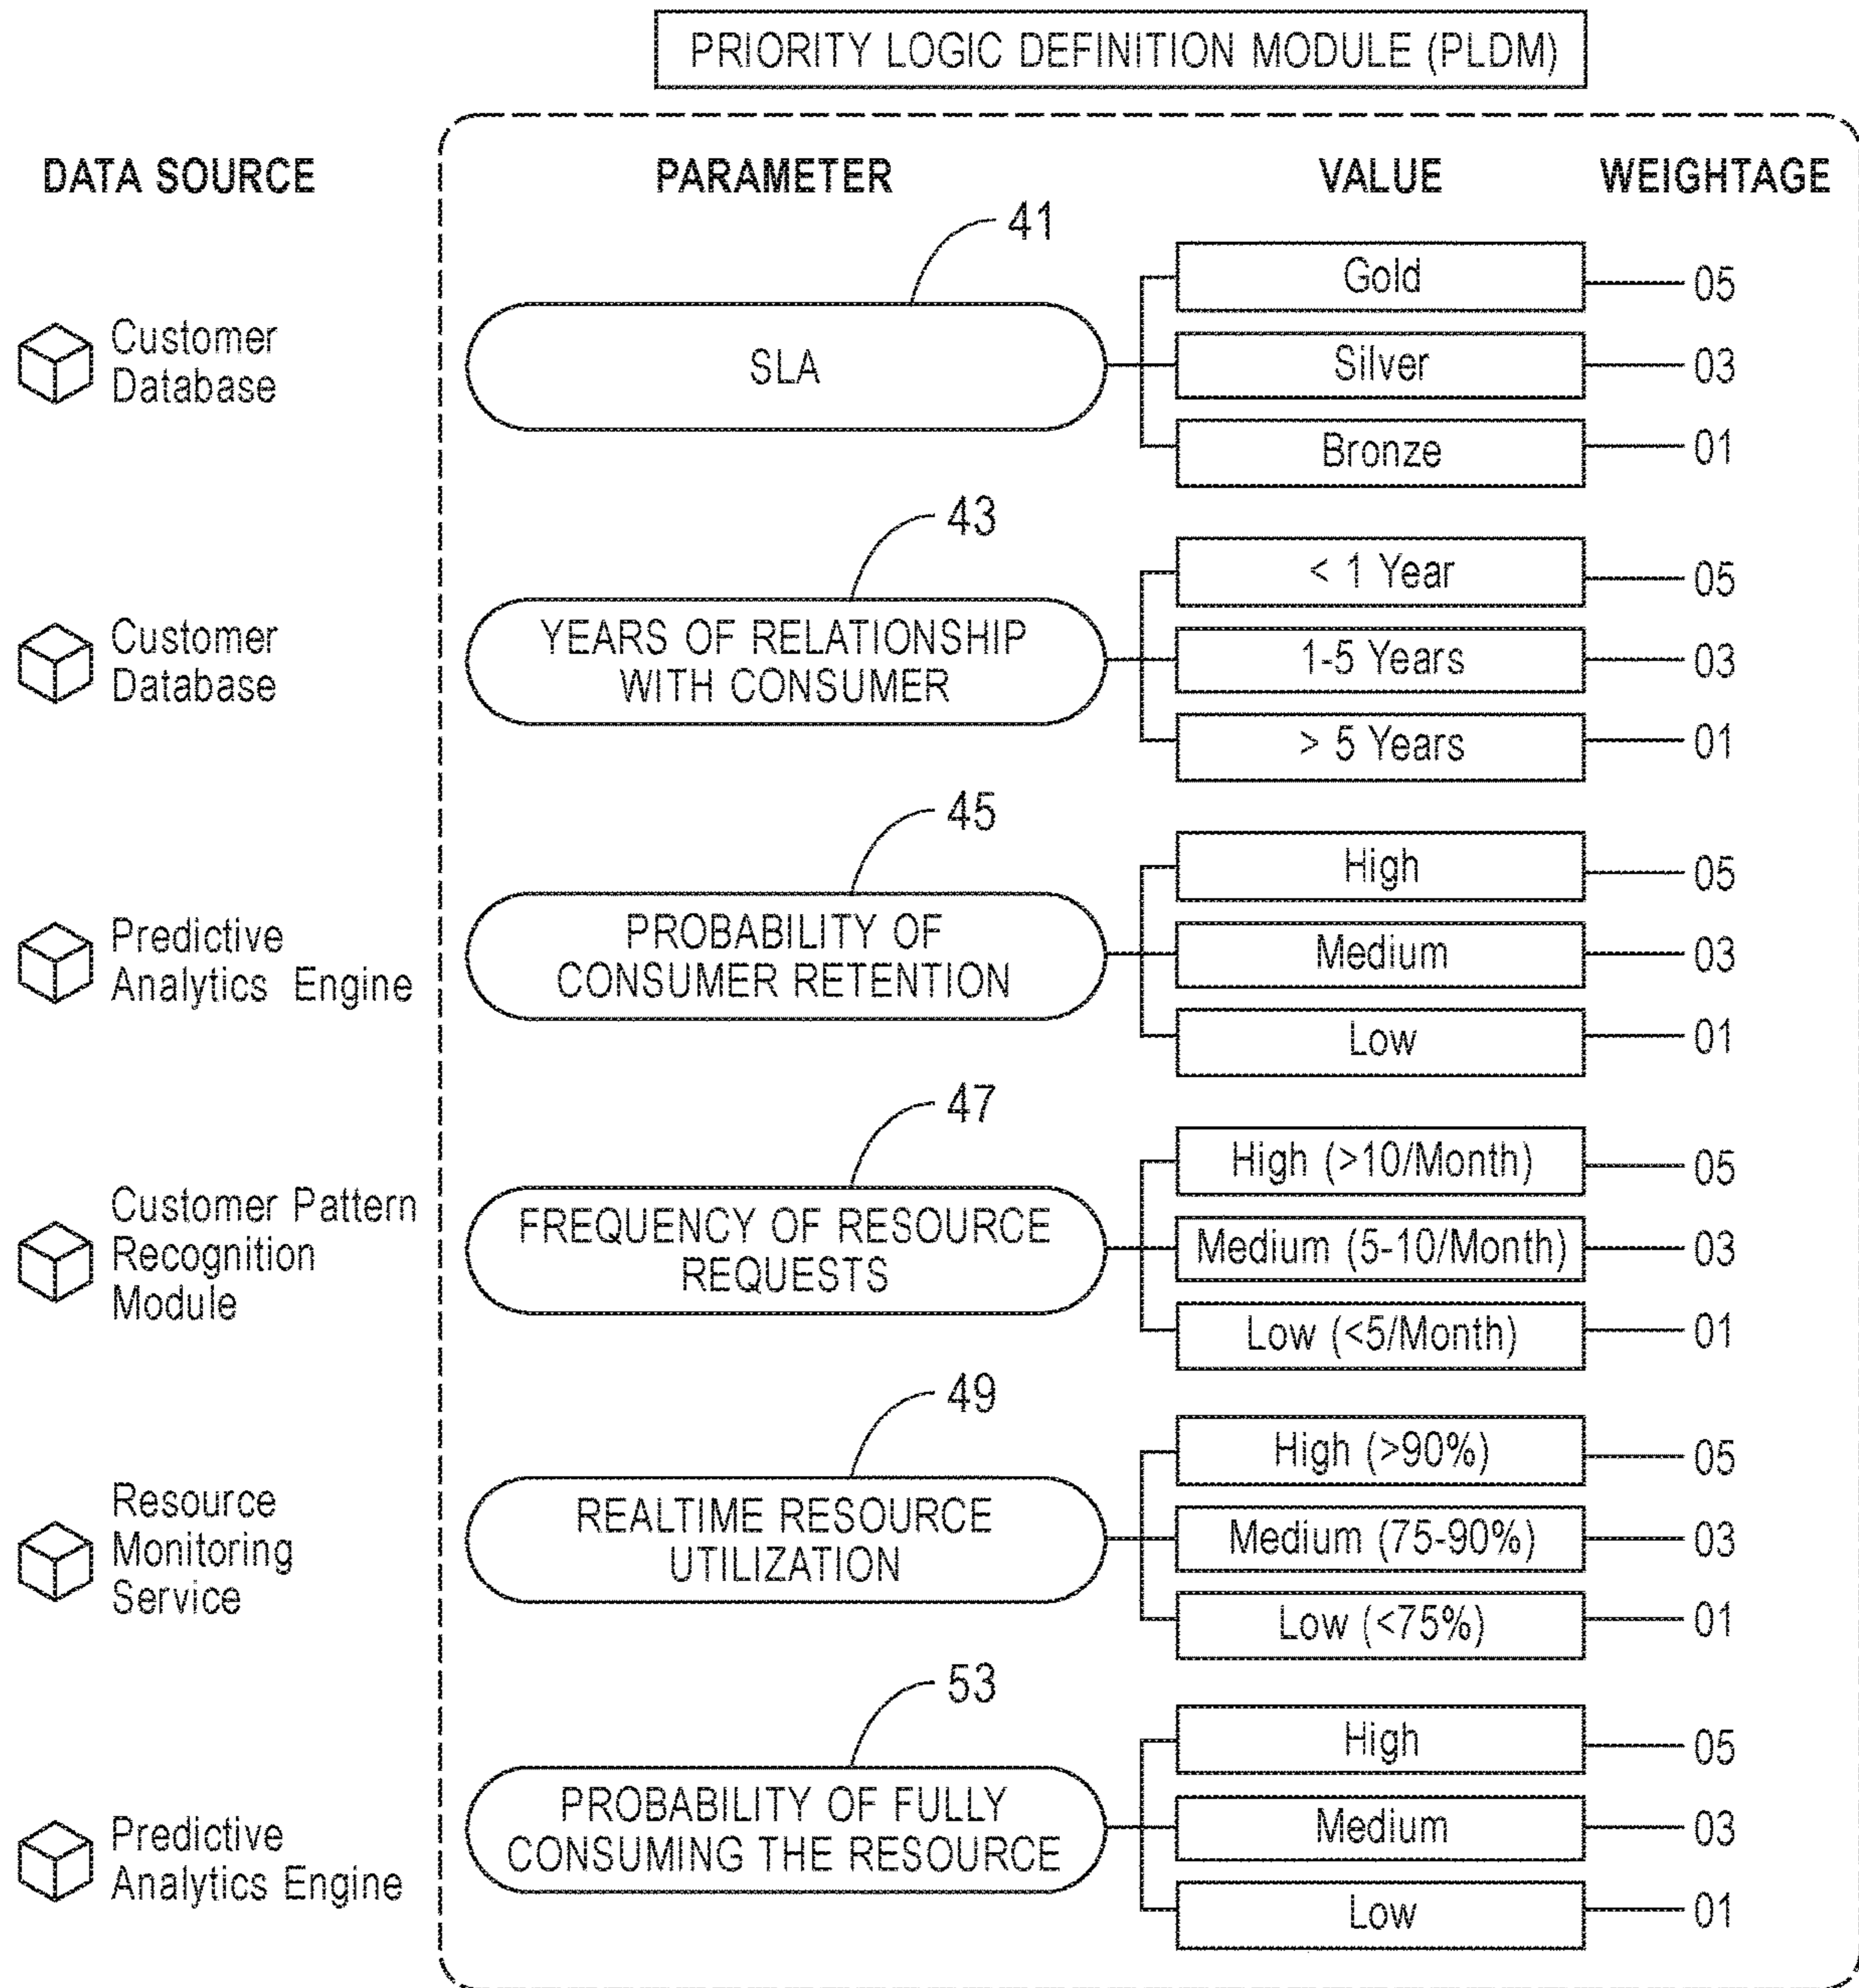 PRIORITY LOGIC DEFINITION MODULE (PLDM)
DATA SOURCE
PARAMETER
VALUE
WEIGHTAGE
Customer
Database
41
SLA
Gold
05
Silver
03
Bronze
01
Customer
Database
43
YEARS OF RELATIONSHIP
WITH CONSUMER
< 1 Year
05
1-5 Years
03
> 5 Years
01
Predictive
Analytics Engine
45
PROBABILITY OF
CONSUMER RETENTION
High
05
Medium
03
Low
01
Customer Pattern
Recognition
Module
47
FREQUENCY OF RESOURCE
REQUESTS
High (>10/Month)
05
Medium (5-10/Month)
03
Low (<5/Month)
01
Resource
Monitoring
Service
49
REALTIME RESOURCE
UTILIZATION
High (>90%)
05
Medium (75-90%)
03
Low (<75%)
01
Predictive
Analytics Engine
53
PROBABILITY OF FULLY
CONSUMING THE RESOURCE
High
05
Medium
03
Low
01